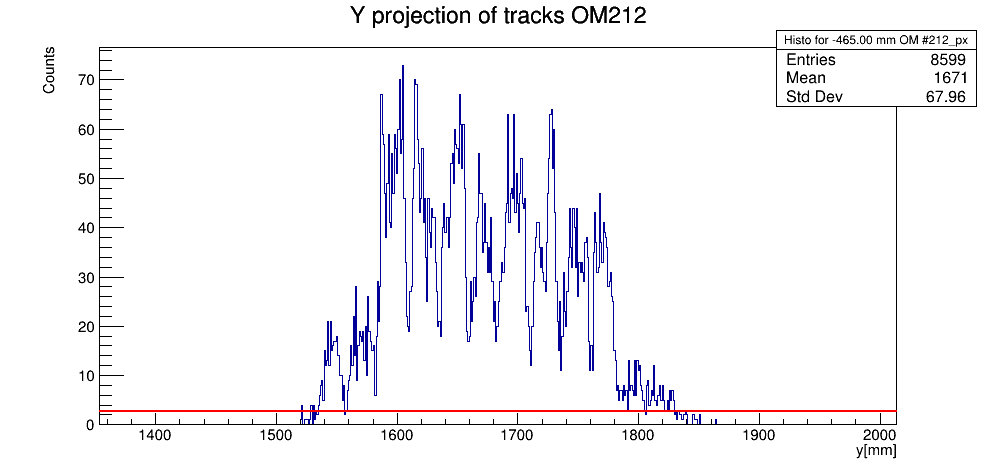 Y projection of tracks OM212
Histo for -465.00 mm OM #212_px
Entries 8599
Mean 1671
Std Dev 67.96
Counts
70
60
50
40
30
20
10
0
1400 1500 1600 1700 1800 1900 2000
y[mm]